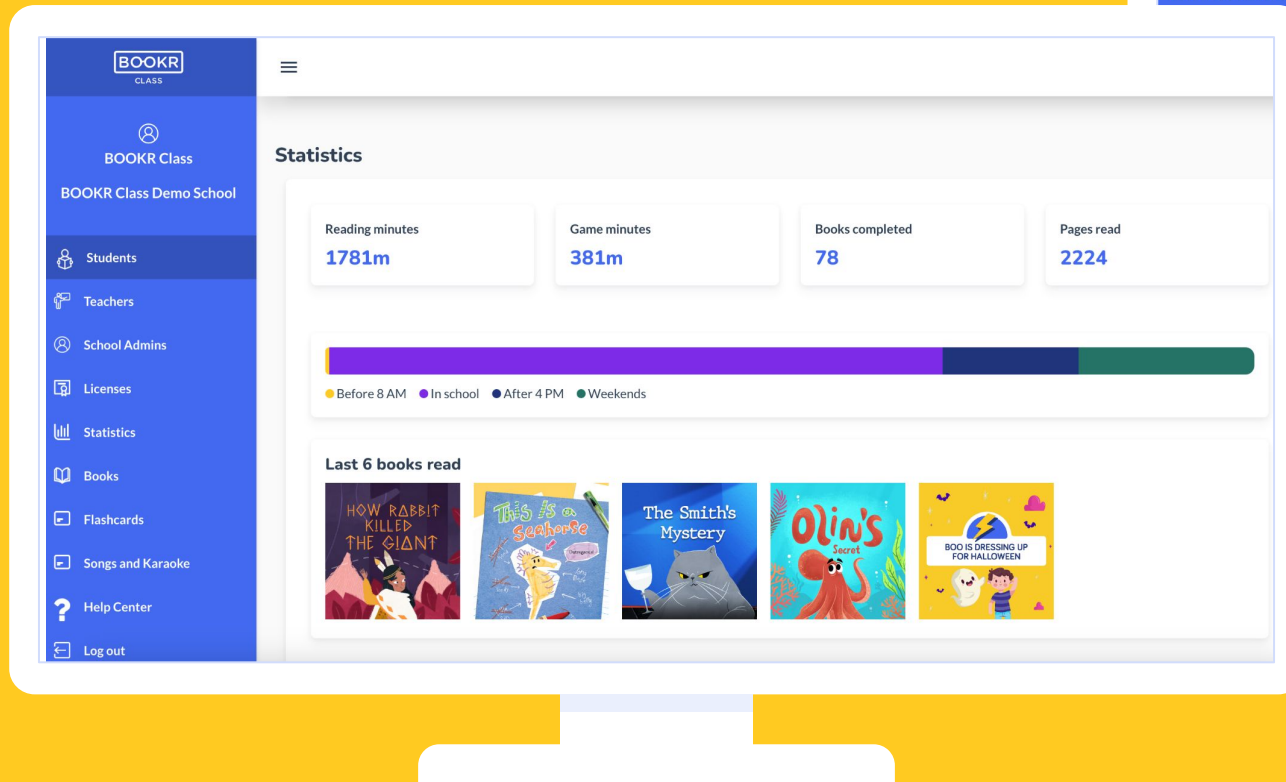 BOOKR
CLASS
BOOKR Class
BOOKR Class Demo School
Students
Teachers
School Admins
Licenses
Statistics
Books
Flashcards
Songs and Karaoke
? Help Center
Log out
Statistics
Reading minutes
1781m
Game minutes
381m
Books completed
78
Pages read
2224
Before 8 AM In school After 4 PM Weekends
Last 6 books read
HOW RABBIT
KILLED
THE GIANT
This Is a
Seahorse
The Smith's
Mystery
Olin's
Secret
BOO IS DRESSING UP
FOR HALLOWEEN